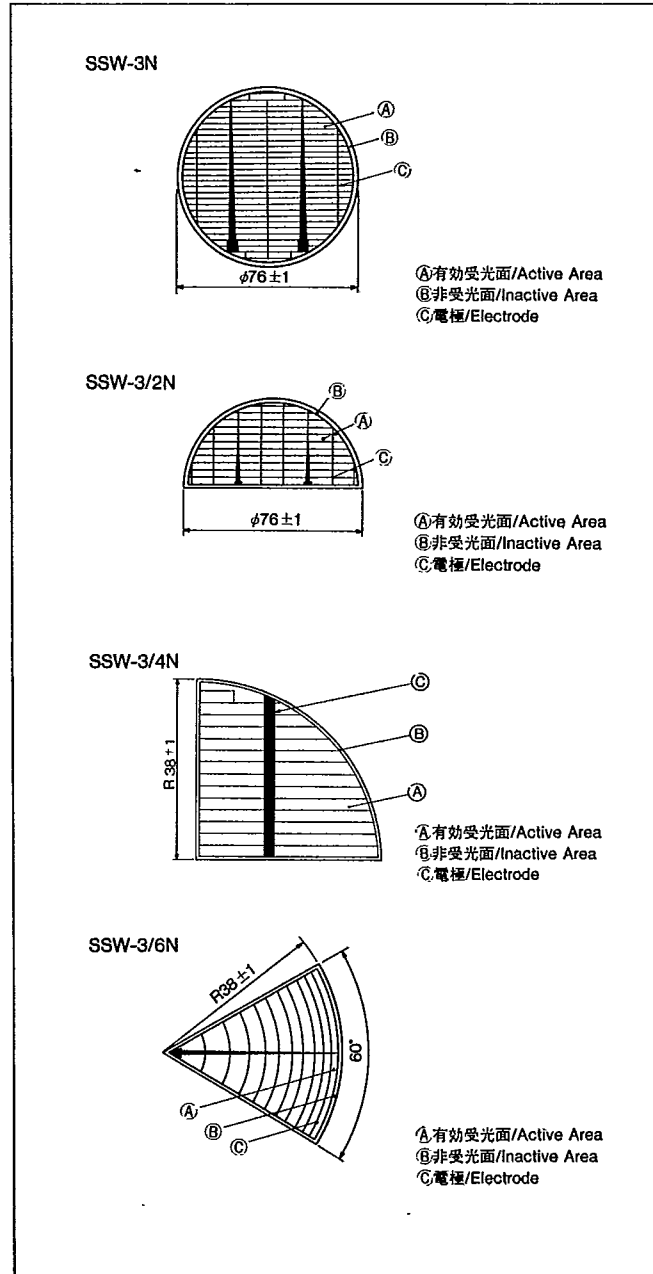 SSW-3N
Ⓐ
Ⓑ
Ⓒ
φ76±1
Ⓐ有効受光面/Active Area
Ⓑ非受光面/Inactive Area
Ⓒ電極/Electrode
SSW-3/2N
Ⓑ
Ⓐ
Ⓒ
φ76±1
Ⓐ有効受光面/Active Area
Ⓑ非受光面/Inactive Area
Ⓒ電極/Electrode
SSW-3/4N
Ⓒ
Ⓑ
R38±1
Ⓐ
Ⓐ有効受光面/Active Area
Ⓑ非受光面/Inactive Area
Ⓒ電極/Electrode
SSW-3/6N
R38±1
60°
Ⓐ
Ⓑ
Ⓒ
Ⓐ有効受光面/Active Area
Ⓑ非受光面/Inactive Area
Ⓒ電極/Electrode